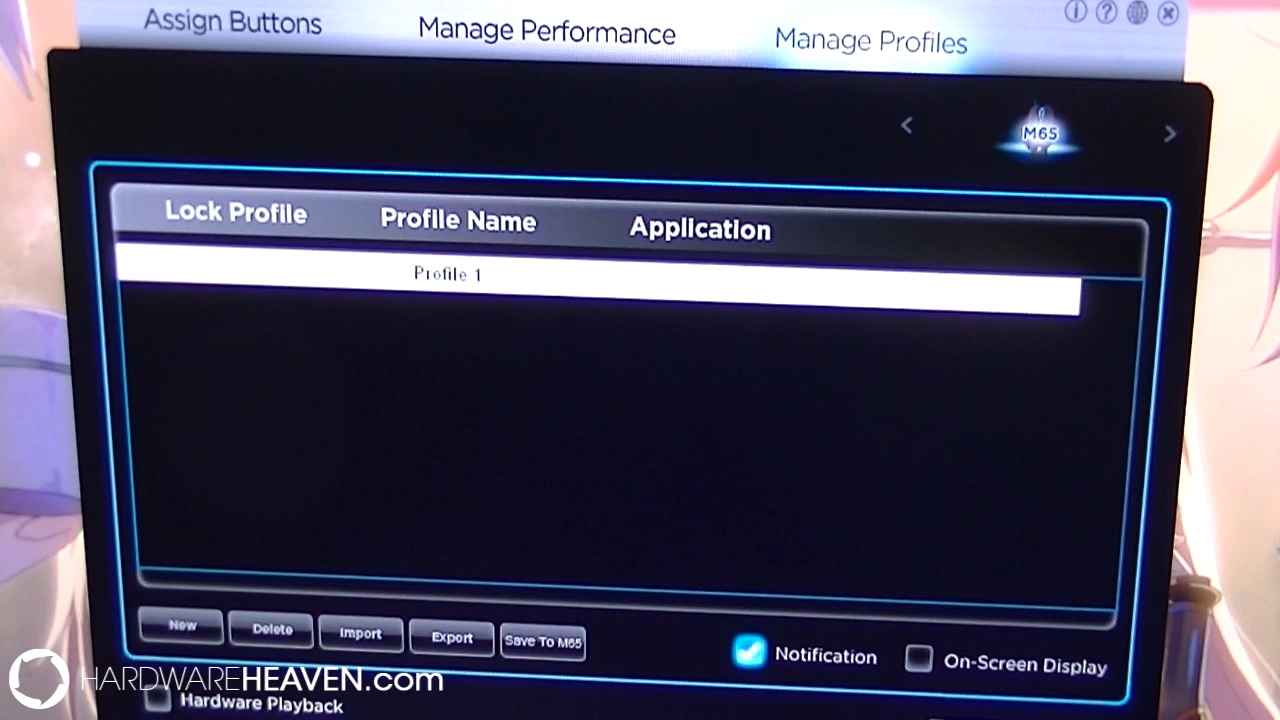 Assign Buttons Manage Performance Manage Profiles
M65
Lock Profile Profile Name Application
Profile 1
New Delete Import Export Save To M65
Notification On-Screen Display
HARDWAREHEAVEN.com
Hardware Playback